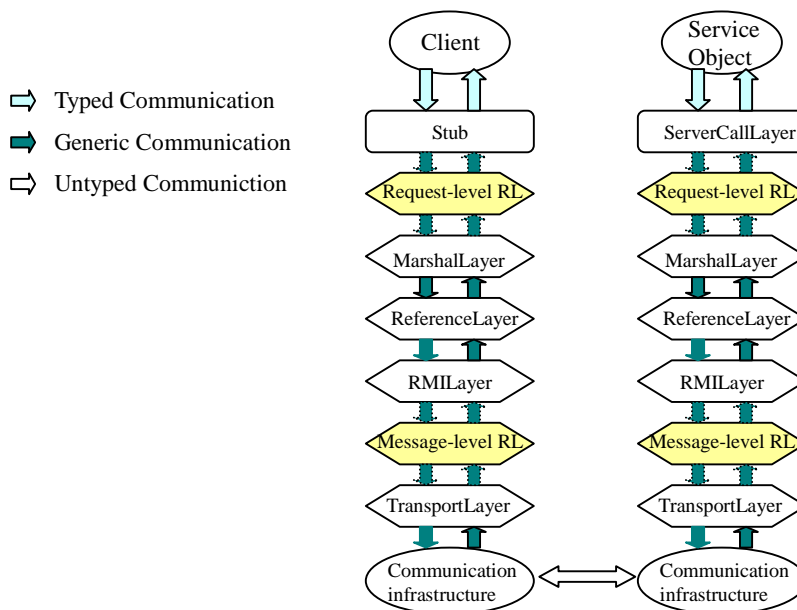 Client
Service
Object
Typed Communication
Generic Communication
Untyped Communiction
Stub
ServerCallLayer
Request-level RL
Request-level RL
MarshalLayer
MarshalLayer
ReferenceLayer
ReferenceLayer
RMILayer
RMILayer
Message-level RL
Message-level RL
TransportLayer
TransportLayer
Communication
infrastructure
Communication
infrastructure